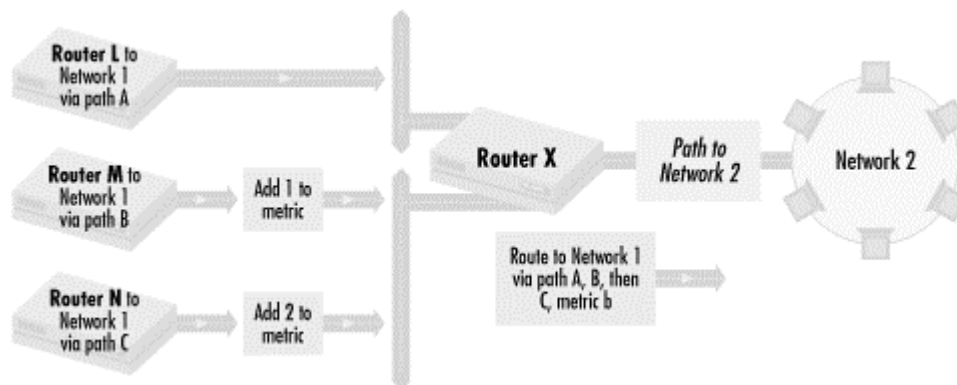 Router L to
Network 1
via path A
Router M to
Network 1
via path B
Add 1 to
metric
Router N to
Network 1
via path C
Add 2 to
metric
Router X
Path to
Network 2
Network 2
Route to Network 1
via path A, B, then
C, metric b